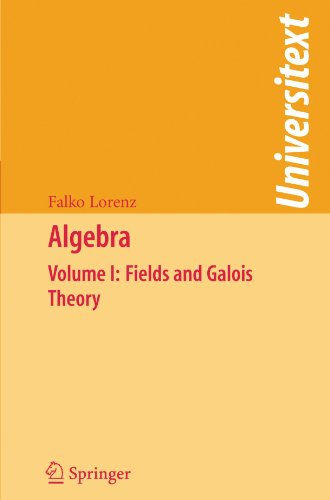 Universitext
Falko Lorenz
Algebra
Volume I: Fields and Galois
Theory
Springer